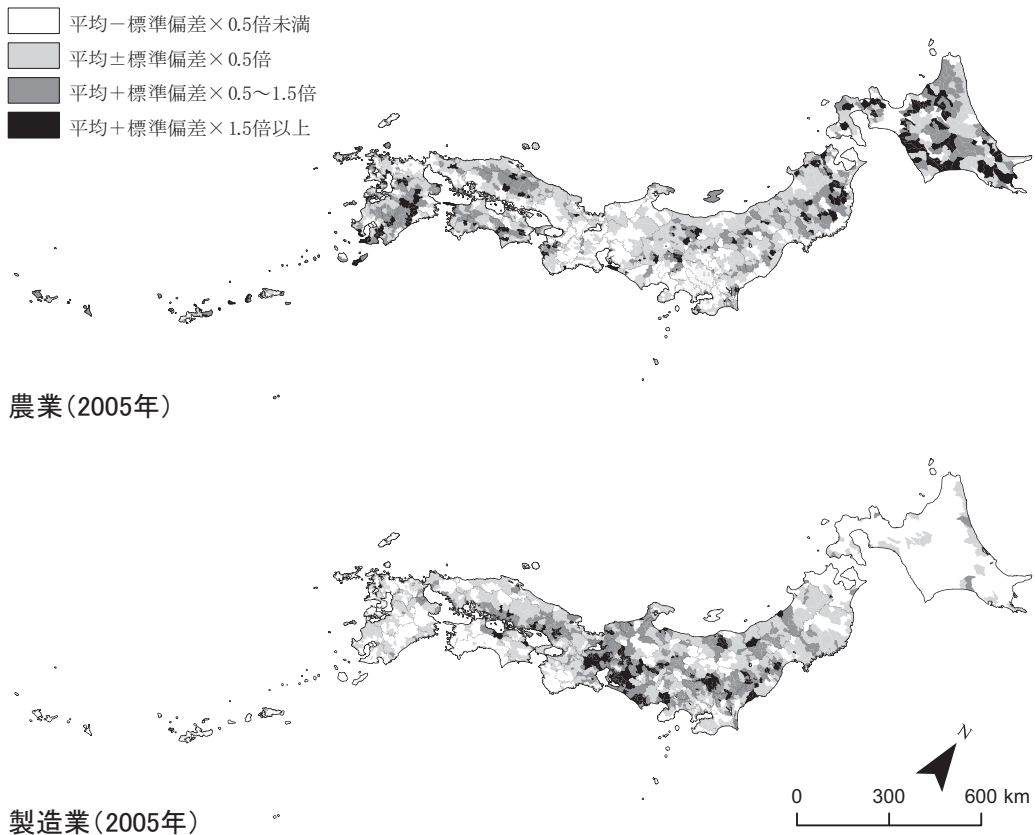 平均－標準偏差×0.5倍未満
平均±標準偏差×0.5倍
平均＋標準偏差×0.5～1.5倍
平均＋標準偏差×1.5倍以上
農業（2005年）
N
0 300 600 km
製造業（2005年）